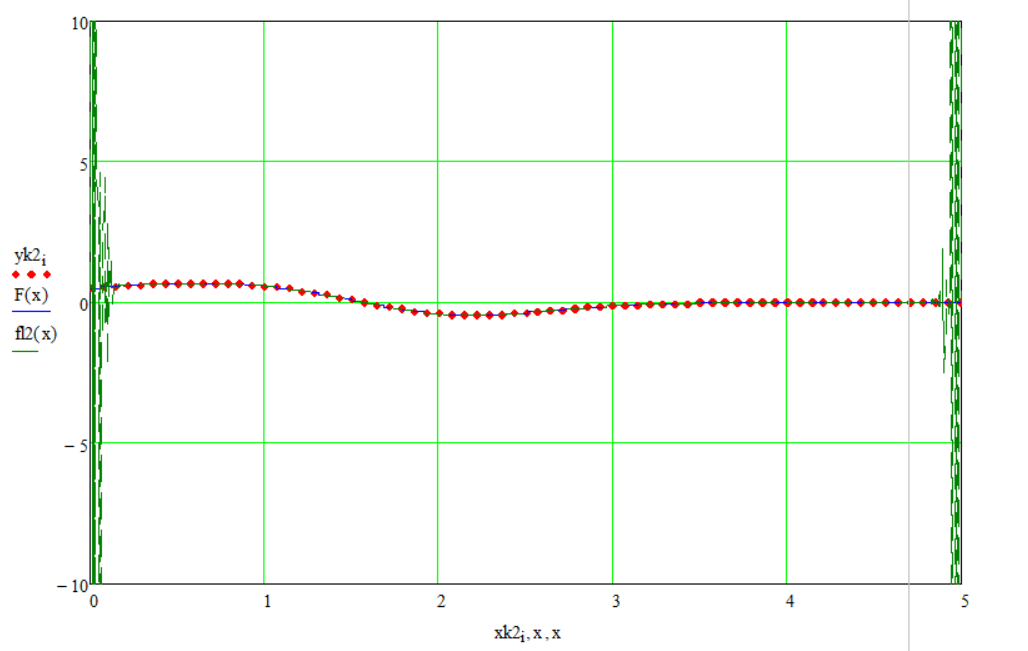 10
5
yk2i
F(x)
0
fl2(x)
− 5
− 10
0 1 2 3 4 5
xk2i, x, x